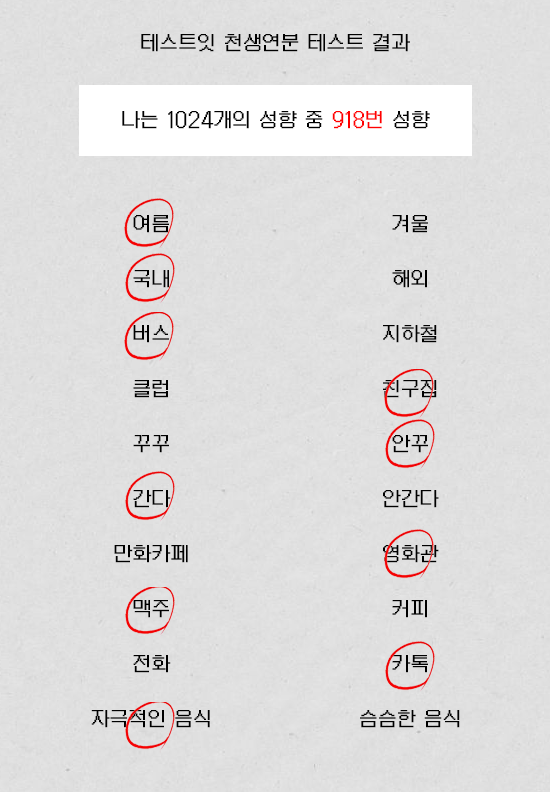 테스트잇 천생연분 테스트 결과
나는 1024개의 성향 중 918번 성향
여름 겨울
국내 해외
버스 지하철
클럽 친구집
꾸꾸 안꾸
간다 안간다
만화카페 영화관
맥주 커피
전화 카톡
자극적인 음식 슴슴한 음식